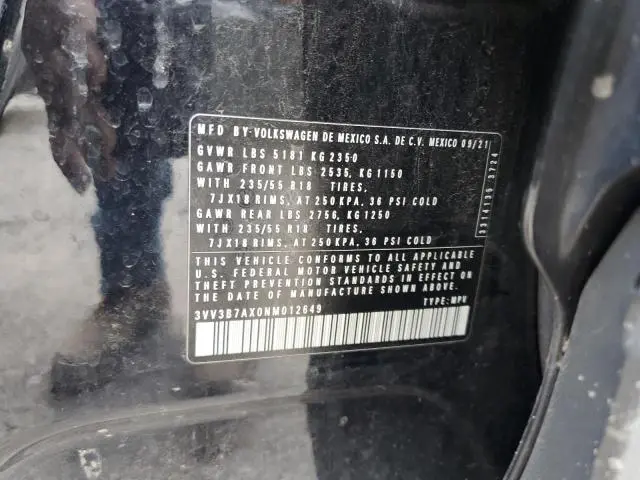 MFD BY-VOLKSWAGEN DE MEXICO S.A. DE C.V. MEXICO 09/21
GVWR LBS 5181 KG 2350
GAWR FRONT LBS 2535, KG 1150
WITH 235/55 R18 TIRES,
7JX18 RIMS, AT 250 KPA, 36 PSI COLD
GAWR REAR LBS 2756, KG 1250
WITH 235/55 R18 TIRES,
7JX18 RIMS, AT 250 KPA, 36 PSI COLD
THIS VEHICLE CONFORMS TO ALL APPLICABLE
U.S. FEDERAL MOTOR VEHICLE SAFETY AND
THEFT PREVENTION STANDARDS IN EFFECT ON
THE DATE OF MANUFACTURE SHOWN ABOVE.
3VV3B7AX0NM012649 TYPE: MPV
3314139 3724